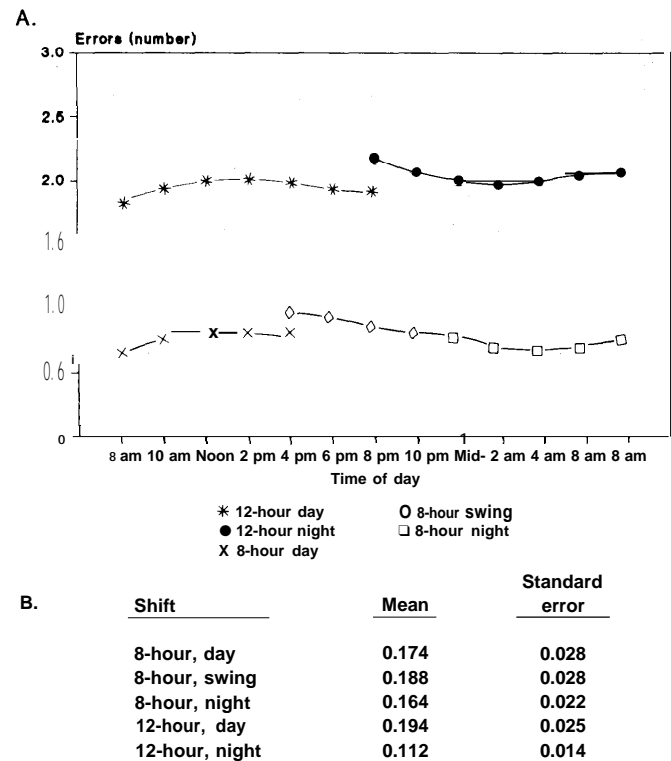 A.
Errors (number)
3.0
2.5
2.0
1.6
1.0
0.6
0
8 am 10 am Noon 2 pm 4 pm 6 pm 8 pm 10 pm Mid- 2 am 4 am 8 am 8 am
Time of day
12-hour day
8-hour swing
12-hour night
8-hour night
8-hour day
B.
Shift Mean Standard error
8-hour, day 0.174 0.028
8-hour, swing 0.188 0.028
8-hour, night 0.164 0.022
12-hour, day 0.194 0.025
12-hour, night 0.112 0.014